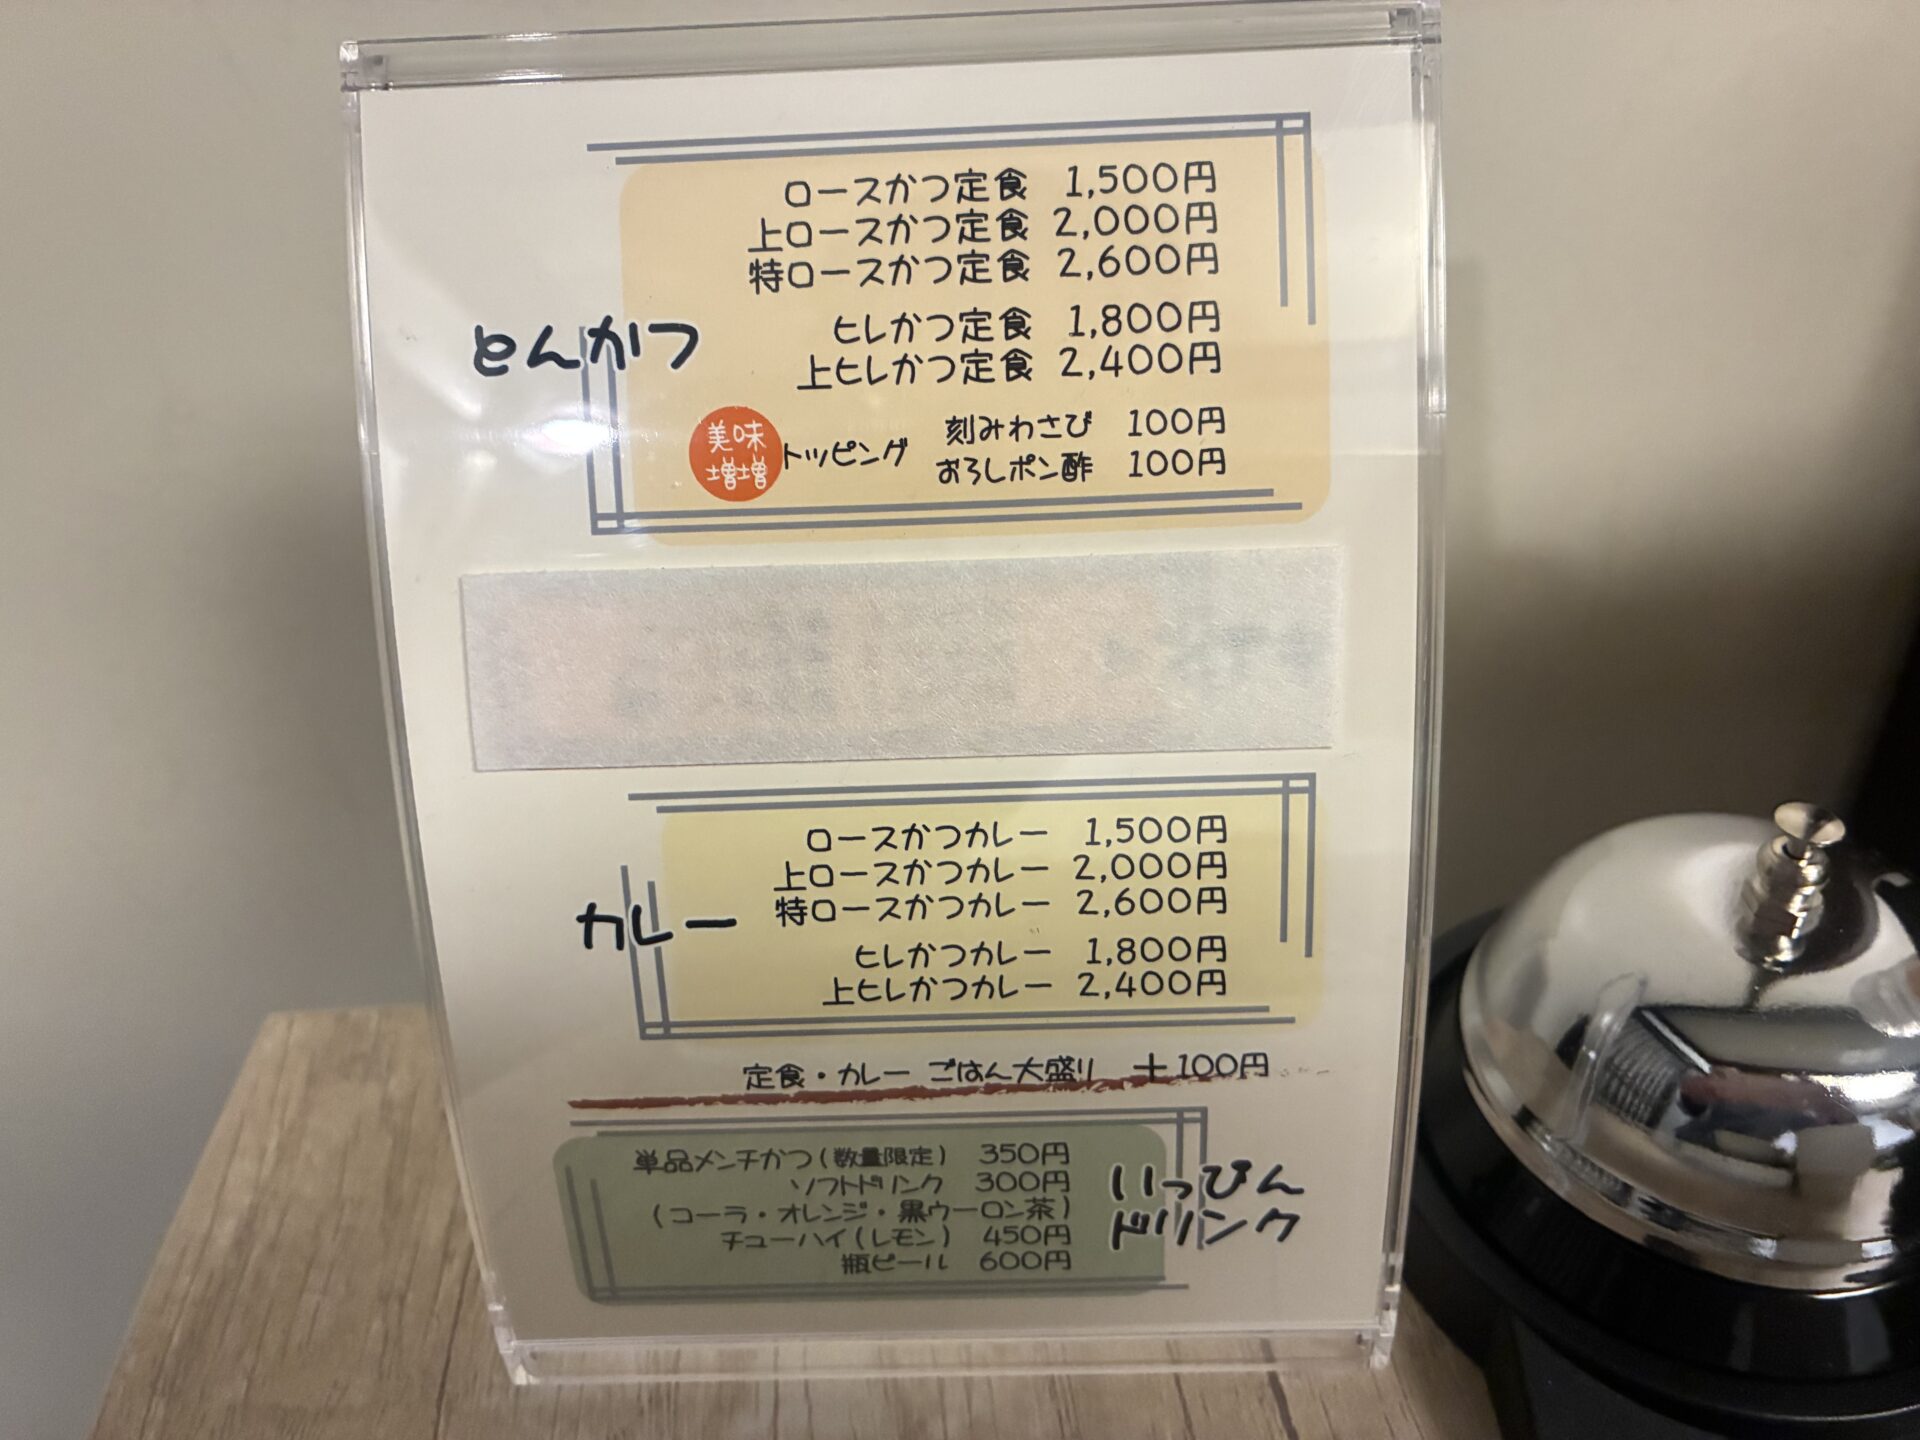 とんかつ
ロースかつ定食 1,500円
上ロースかつ定食 2,000円
特ロースかつ定食 2,600円
ヒレかつ定食 1,800円
上ヒレかつ定食 2,400円
美味
増増
トッピング
刻みわさび 100円
おろしポン酢 100円
カレー
ロースかつカレー 1,500円
上ロースかつカレー 2,000円
特ロースかつカレー 2,600円
ヒレかつカレー 1,800円
上ヒレかつカレー 2,400円
定食・カレー ごはん大盛り +100円
いっぴん
ドリンク
単品メンチかつ(数量限定) 350円
ソフトドリンク 300円
(コーラ・オレンジ・黒ウーロン茶)
チューハイ(レモン) 450円
瓶ビール 600円